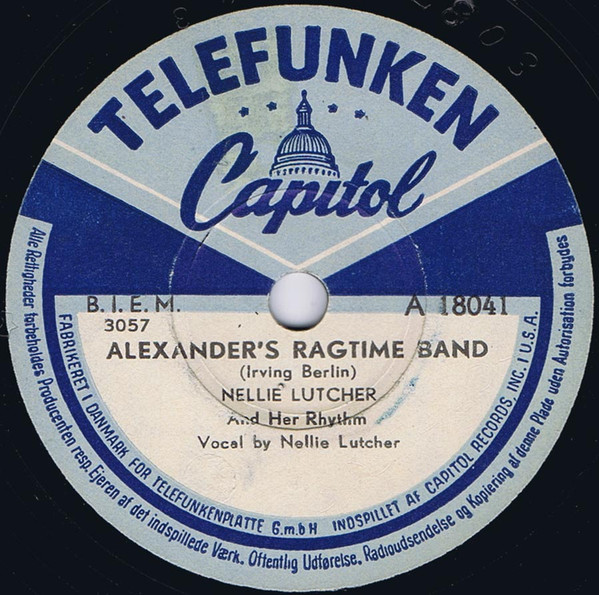 TELEFUNKEN
Capitol
B.I.E.M. A 18041
3057
ALEXANDER'S RAGTIME BAND
(Irving Berlin)
NELLIE LUTCHER
And Her Rhythm
Vocal by Nellie Lutcher
FABRIKERET I DANMARK FOR TELEFUNKENPLATTE G.m.b H INDSPILLET AF CAPITOL RECORDS, INC. I U.S.A.
Alle Rettigheder forbeholdes Producenten resp. Ejeren af det indspillede Værk. Offentlig Udførelse, Radioudsendelse og Kopiering af denne Plade uden Autorisation forbydes